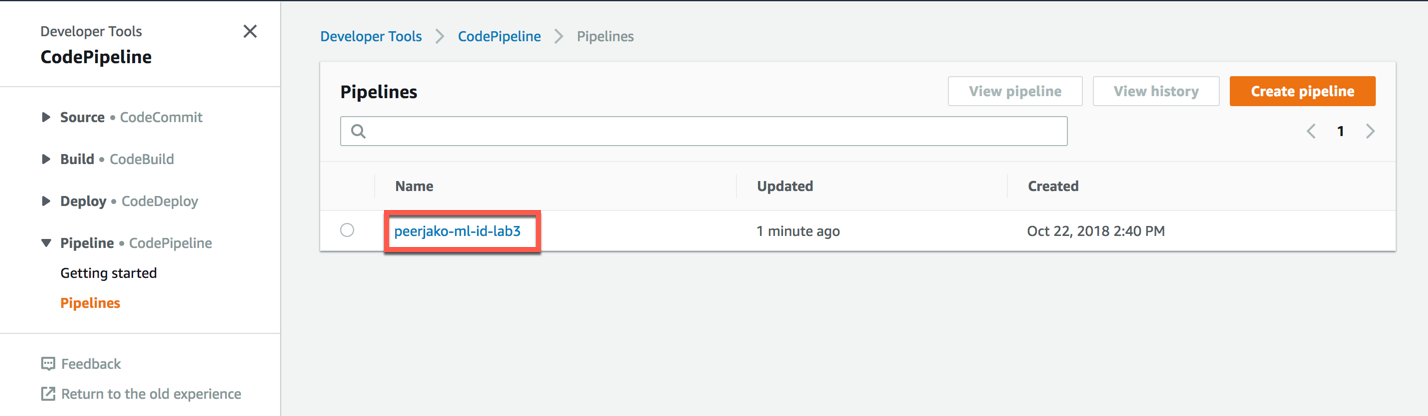 Developer Tools
CodePipeline
Source • CodeCommit
Build • CodeBuild
Deploy • CodeDeploy
Pipeline • CodePipeline
Getting started
Pipelines
Feedback
Return to the old experience
Developer Tools > CodePipeline > Pipelines
Pipelines
View pipeline
View history
Create pipeline
1
Name Updated Created
peerjako-ml-id-lab3 1 minute ago Oct 22, 2018 2:40 PM